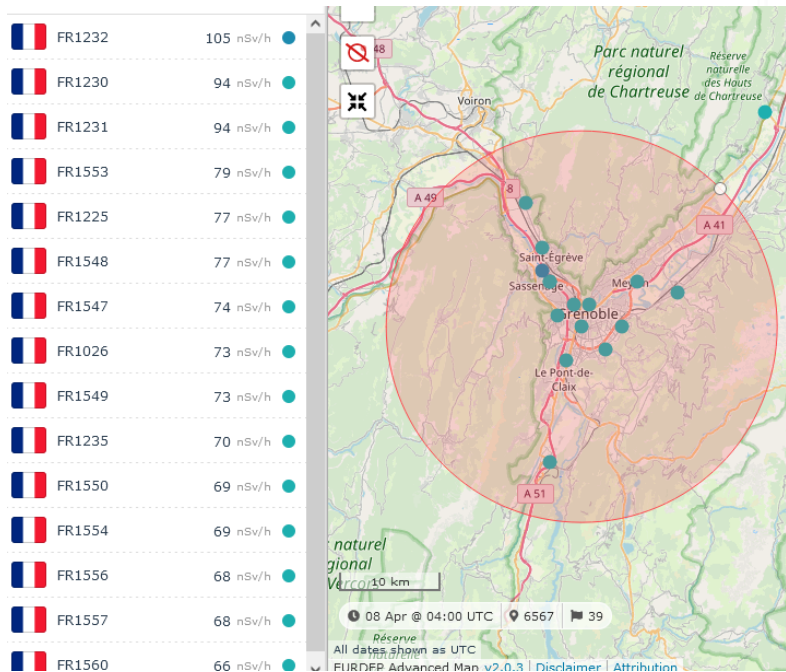 FR1232 105 nSv/h
FR1230 94 nSv/h
FR1231 94 nSv/h
FR1553 79 nSv/h
FR1225 77 nSv/h
FR1548 77 nSv/h
FR1547 74 nSv/h
FR1026 73 nSv/h
FR1549 73 nSv/h
FR1235 70 nSv/h
FR1550 69 nSv/h
FR1554 69 nSv/h
FR1556 68 nSv/h
FR1557 68 nSv/h
FR1560 66 nSv/h
48
Parc naturel
régional
de Chartreuse
Réserve
naturelle
des Hauts
de Chartreuse
Voiron
8
A 49
A 41
Saint-Égrève
Sassenage
Grenoble
Le Pont-de-
Claix
A 51
naturel
10 km
08 Apr @ 04:00 UTC 6567 39
Réserve
All dates shown as UTC
EURDEP Advanced Map v2.0.3 | Disclaimer | Attribution